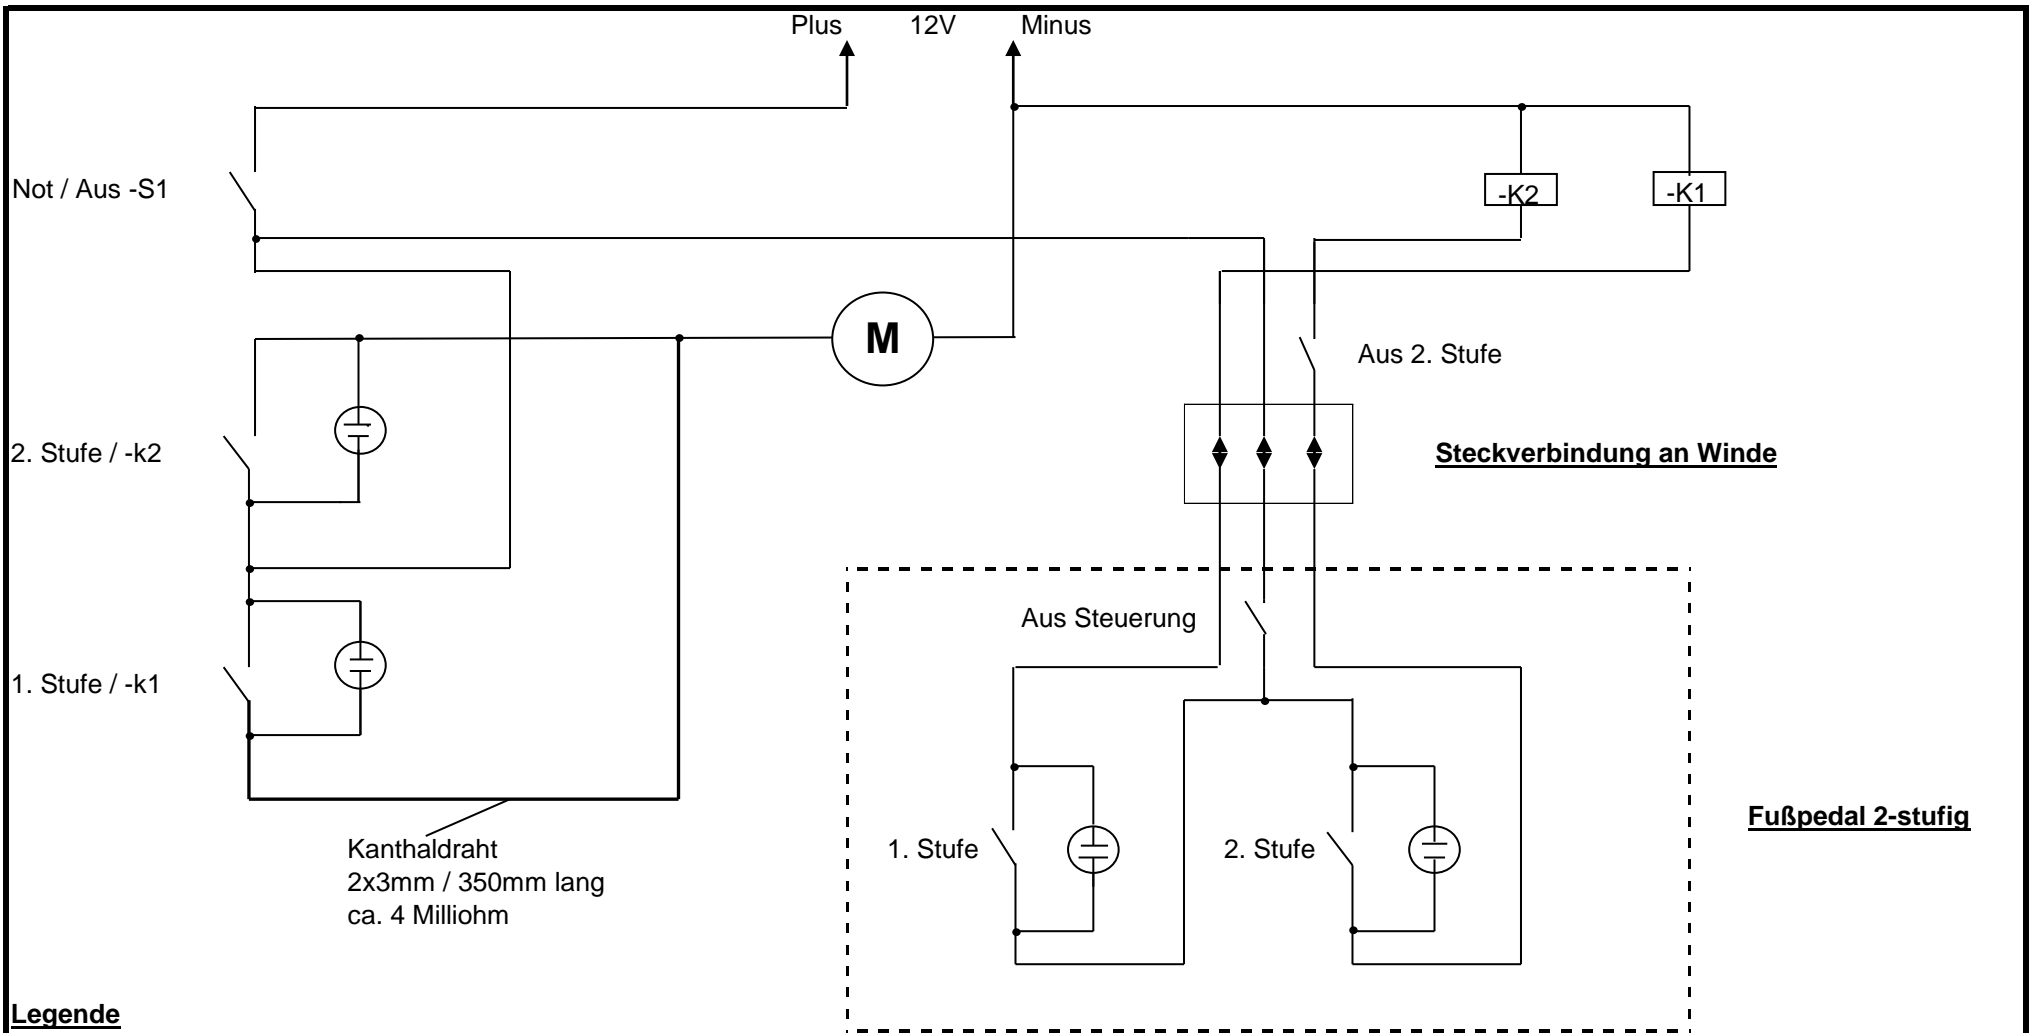 Plus 12V Minus
Not / Aus -S1
-K2
-K1
M
Aus 2. Stufe
2. Stufe / -k2
Steckverbindung an Winde
Aus Steuerung
1. Stufe / -k1
Fußpedal 2-stufig
Kanthaldraht
2x3mm / 350mm lang
ca. 4 Milliohm
1. Stufe
2. Stufe
Legende